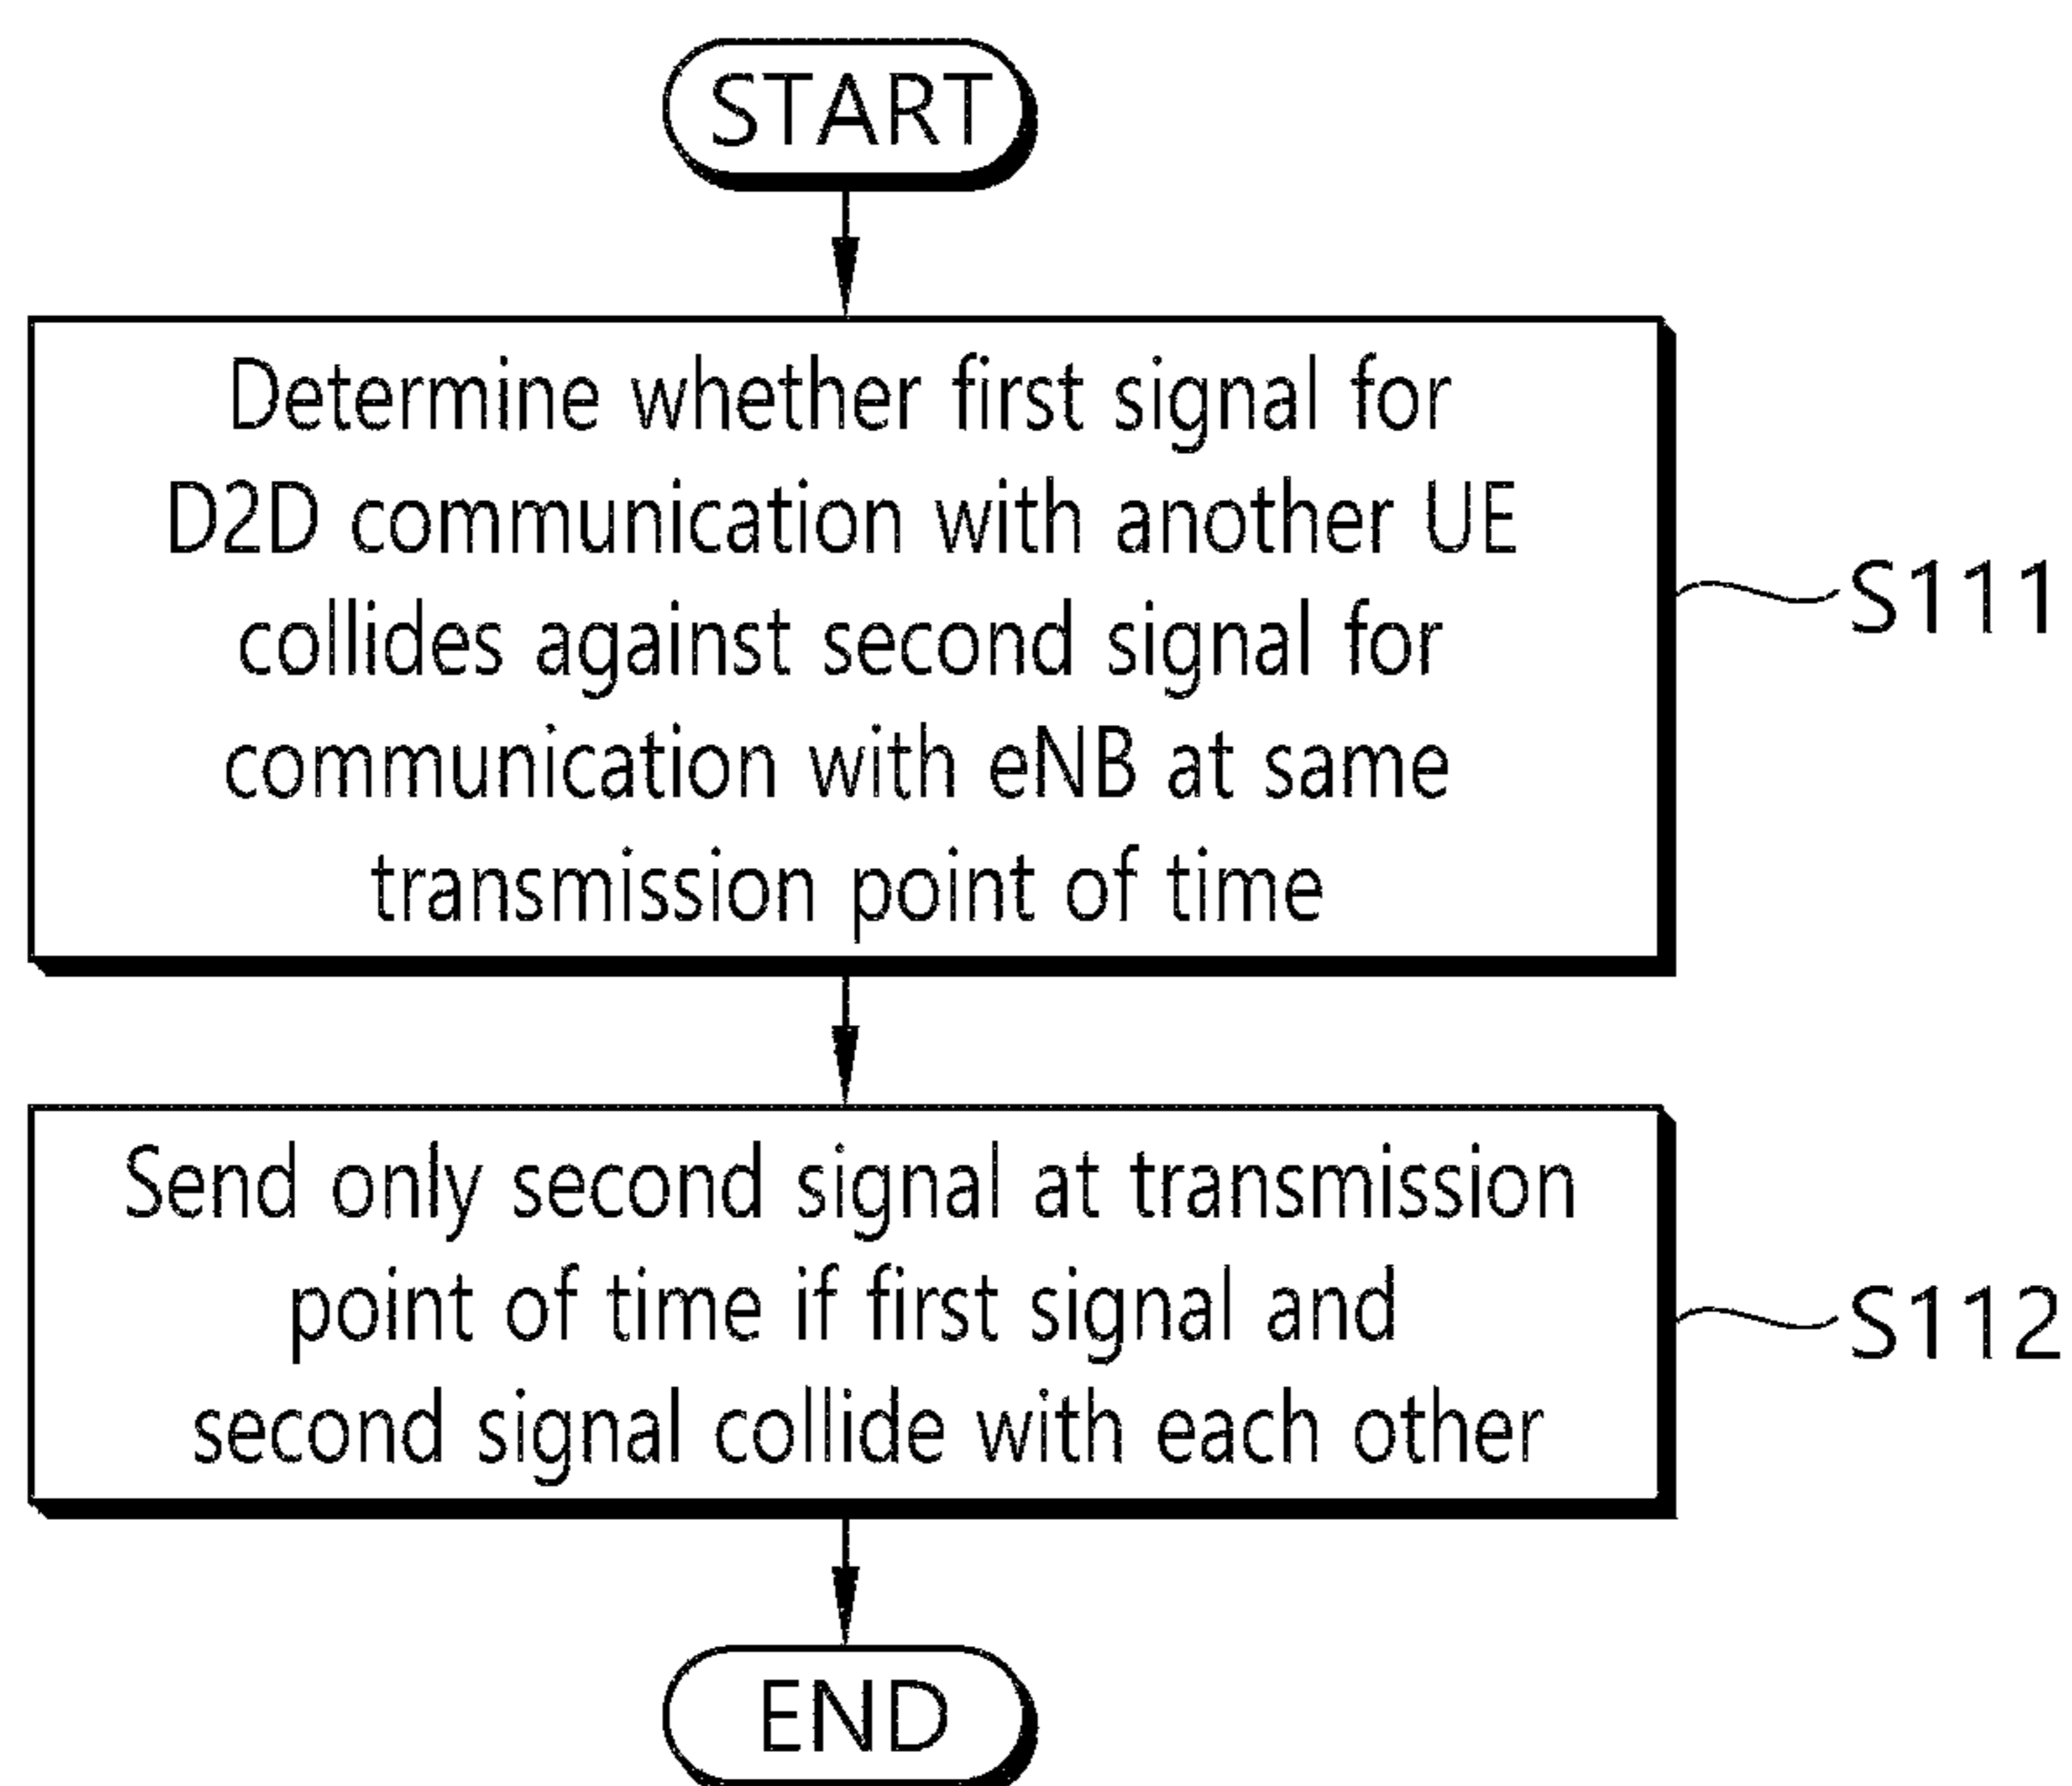 START
Determine whether first signal for
D2D communication with another UE
collides against second signal for
communication with eNB at same
transmission point of time
S111
Send only second signal at transmission
point of time if first signal and
second signal collide with each other
S112
END